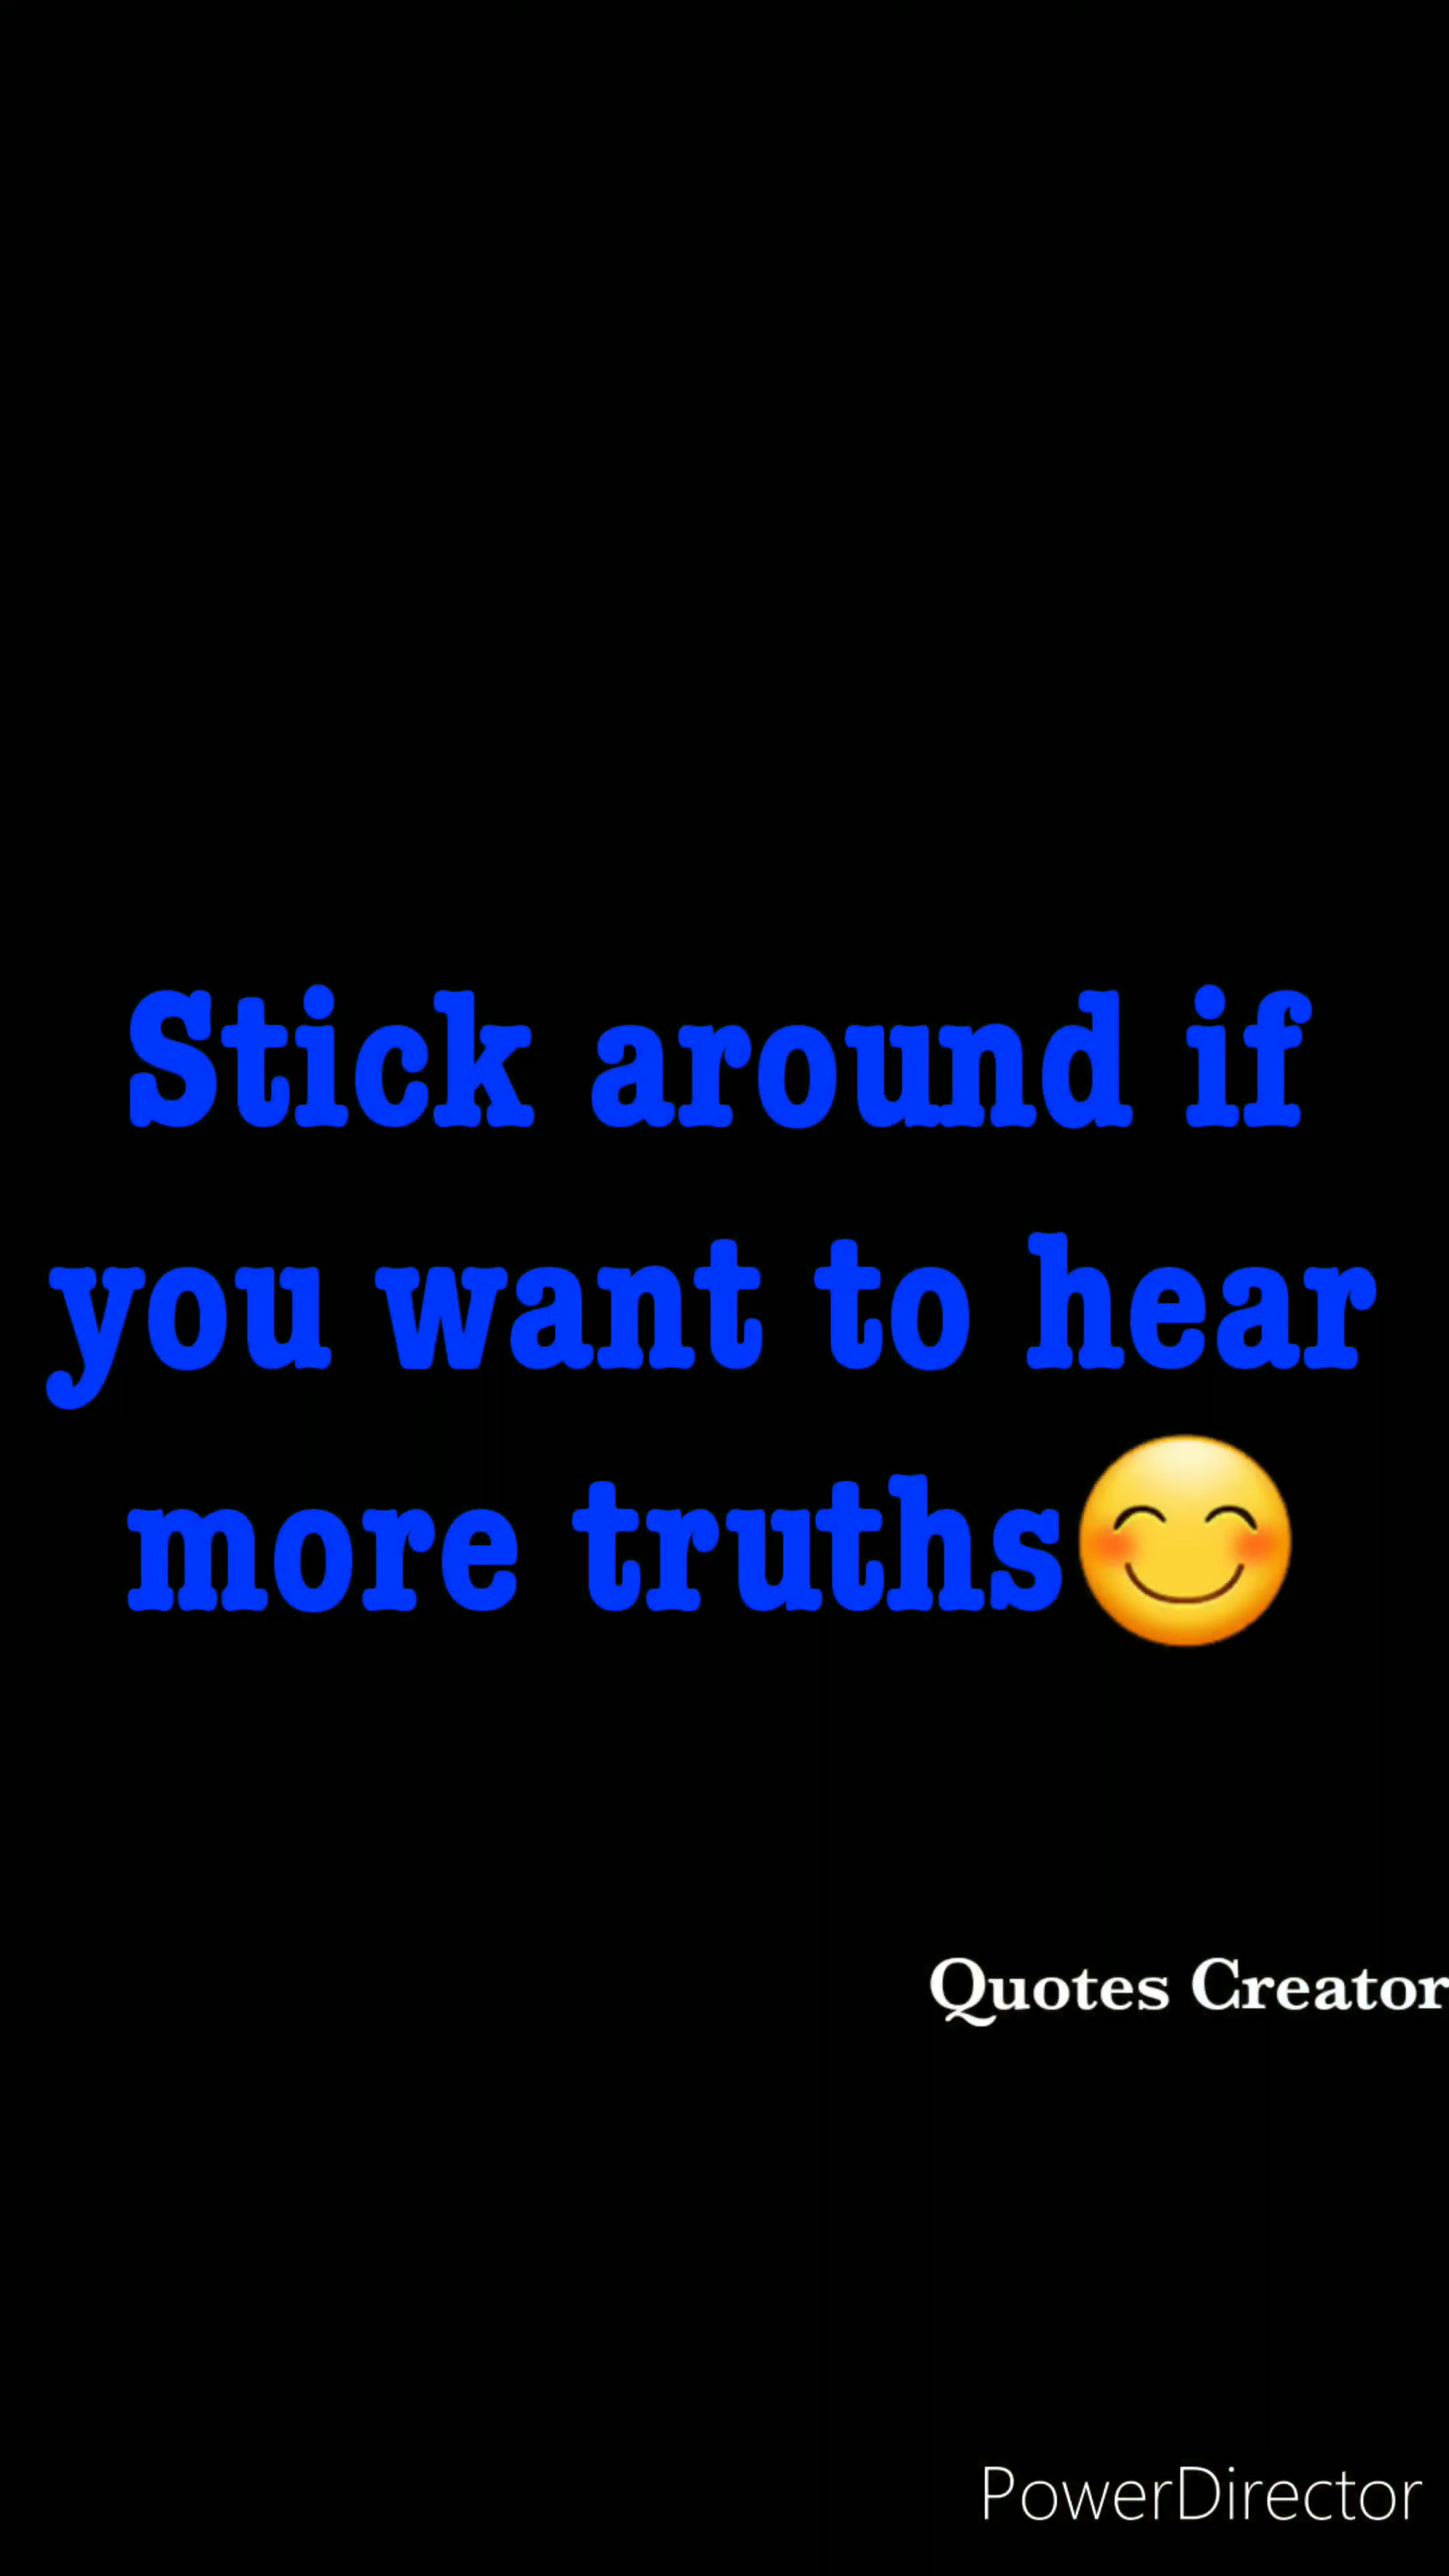 Stick around if
you want to hear
more truths😊
Quotes Creator
PowerDirector